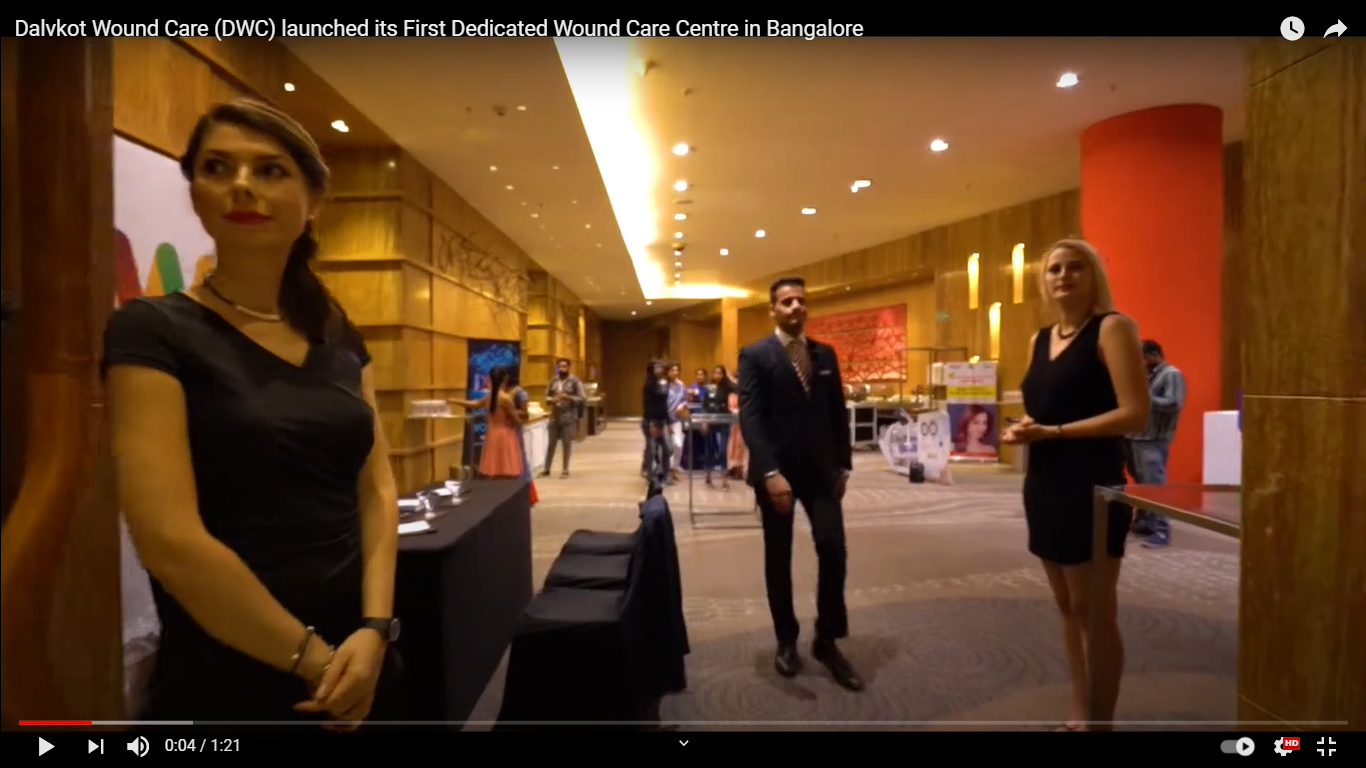 Dalvkot Wound Care (DWC) launched its First Dedicated Wound Care Centre in Bangalore
0:04 / 1:21
HD